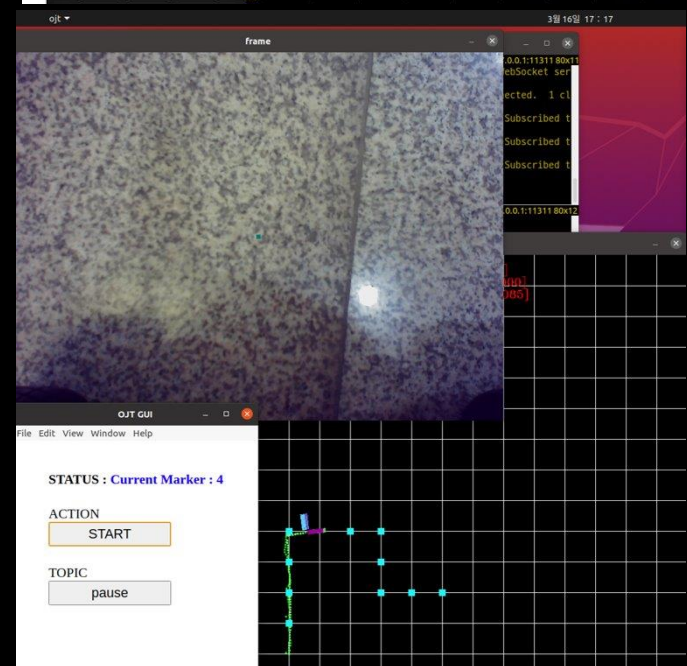 ojt
3월 16일 17 : 17
frame
.0.0.1:11311 80x11
ebSocket ser
ected. 1 cl
Subscribed t
Subscribed t
Subscribed t
.0.0.1:11311 80x12
OJT GUI
File Edit View Window Help
STATUS : Current Marker : 4
ACTION
START
TOPIC
pause